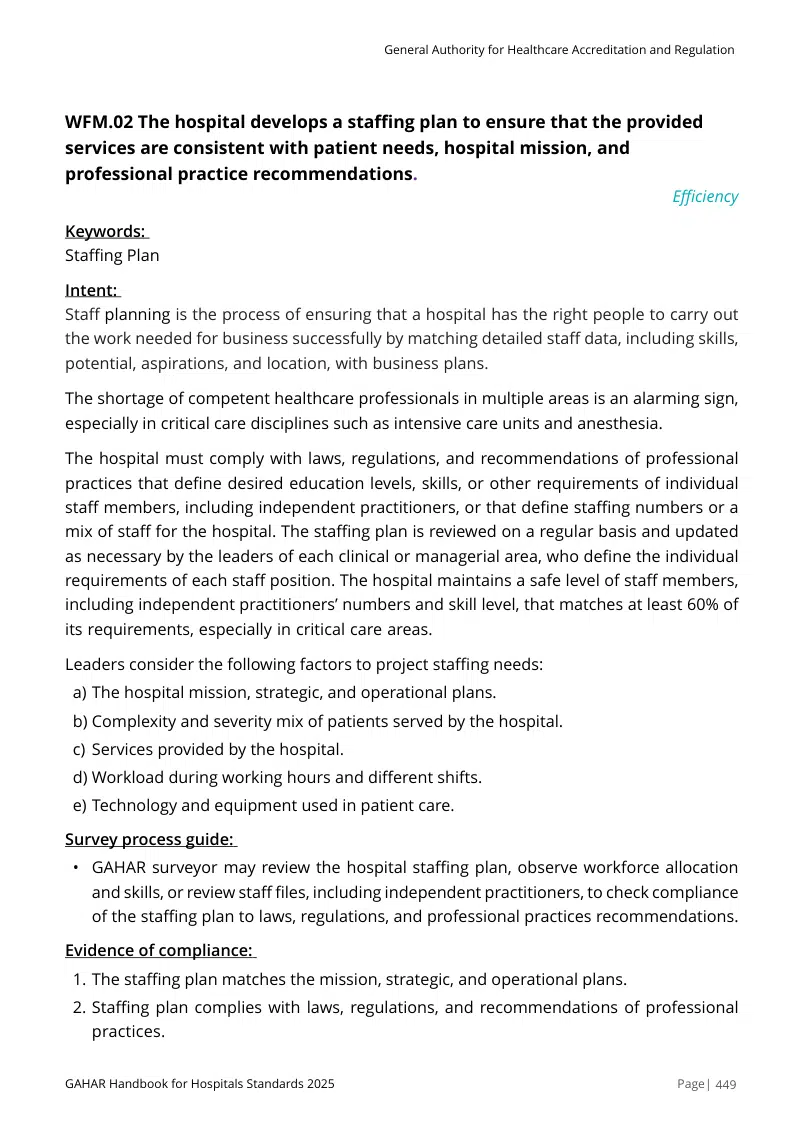 General Authority for Healthcare Accreditation and Regulation
WFM.02 The hospital develops a staffing plan to ensure that the provided
services are consistent with patient needs, hospital mission, and
professional practice recommendations.
Efficiency
Keywords:
Staffing Plan
Intent:
Staff planning is the process of ensuring that a hospital has the right people to carry out
the work needed for business successfully by matching detailed staff data, including skills,
potential, aspirations, and location, with business plans.
The shortage of competent healthcare professionals in multiple areas is an alarming sign,
especially in critical care disciplines such as intensive care units and anesthesia.
The hospital must comply with laws, regulations, and recommendations of professional
practices that define desired education levels, skills, or other requirements of individual
staff members, including independent practitioners, or that define staffing numbers or a
mix of staff for the hospital. The staffing plan is reviewed on a regular basis and updated
as necessary by the leaders of each clinical or managerial area, who define the individual
requirements of each staff position. The hospital maintains a safe level of staff members,
including independent practitioners’ numbers and skill level, that matches at least 60% of
its requirements, especially in critical care areas.
Leaders consider the following factors to project staffing needs:
a) The hospital mission, strategic, and operational plans.
b) Complexity and severity mix of patients served by the hospital.
c) Services provided by the hospital.
d) Workload during working hours and different shifts.
e) Technology and equipment used in patient care.
Survey process guide:
• GAHAR surveyor may review the hospital staffing plan, observe workforce allocation
and skills, or review staff files, including independent practitioners, to check compliance
of the staffing plan to laws, regulations, and professional practices recommendations.
Evidence of compliance:
1. The staffing plan matches the mission, strategic, and operational plans.
2. Staffing plan complies with laws, regulations, and recommendations of professional
practices.
GAHAR Handbook for Hospitals Standards 2025
Page| 449